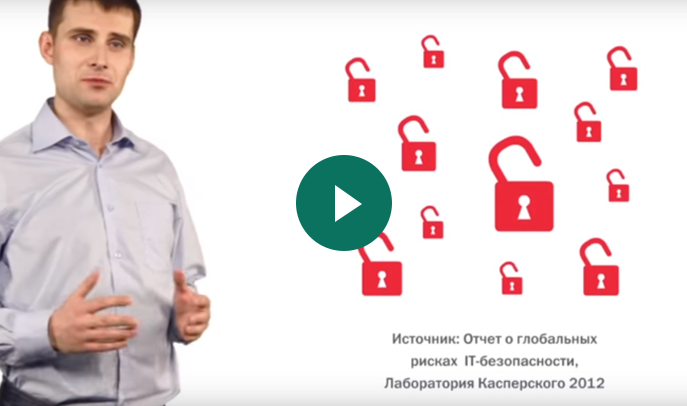 Источник: Отчет о глобальных
рисках IT-безопасности,
Лаборатория Касперского 2012